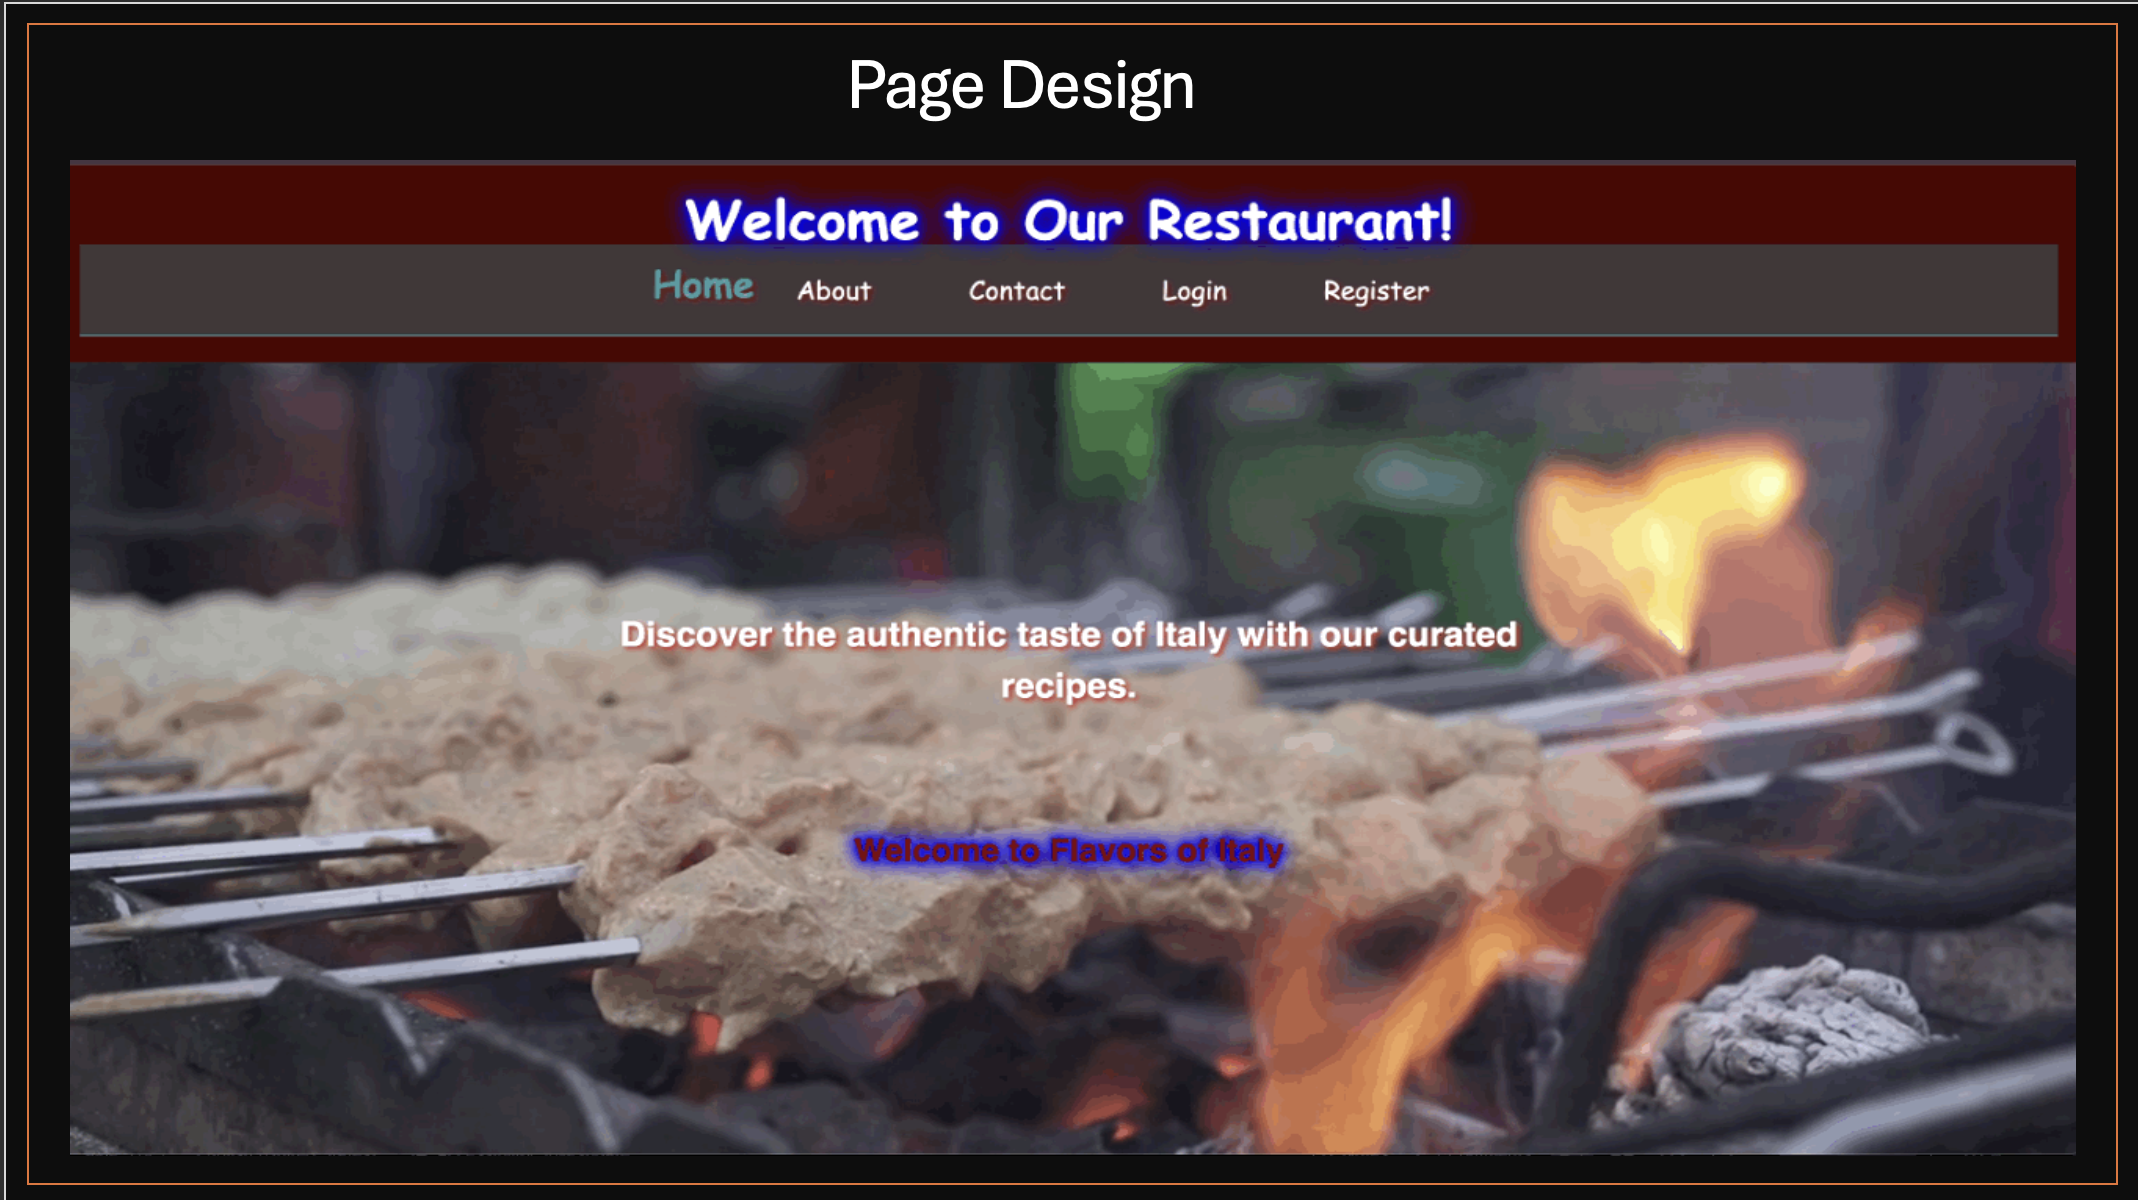 Page Design
Welcome to Our Restaurant!
Home About Contact Login Register
Discover the authentic taste of Italy with our curated
recipes.
Welcome to Flavors of Italy